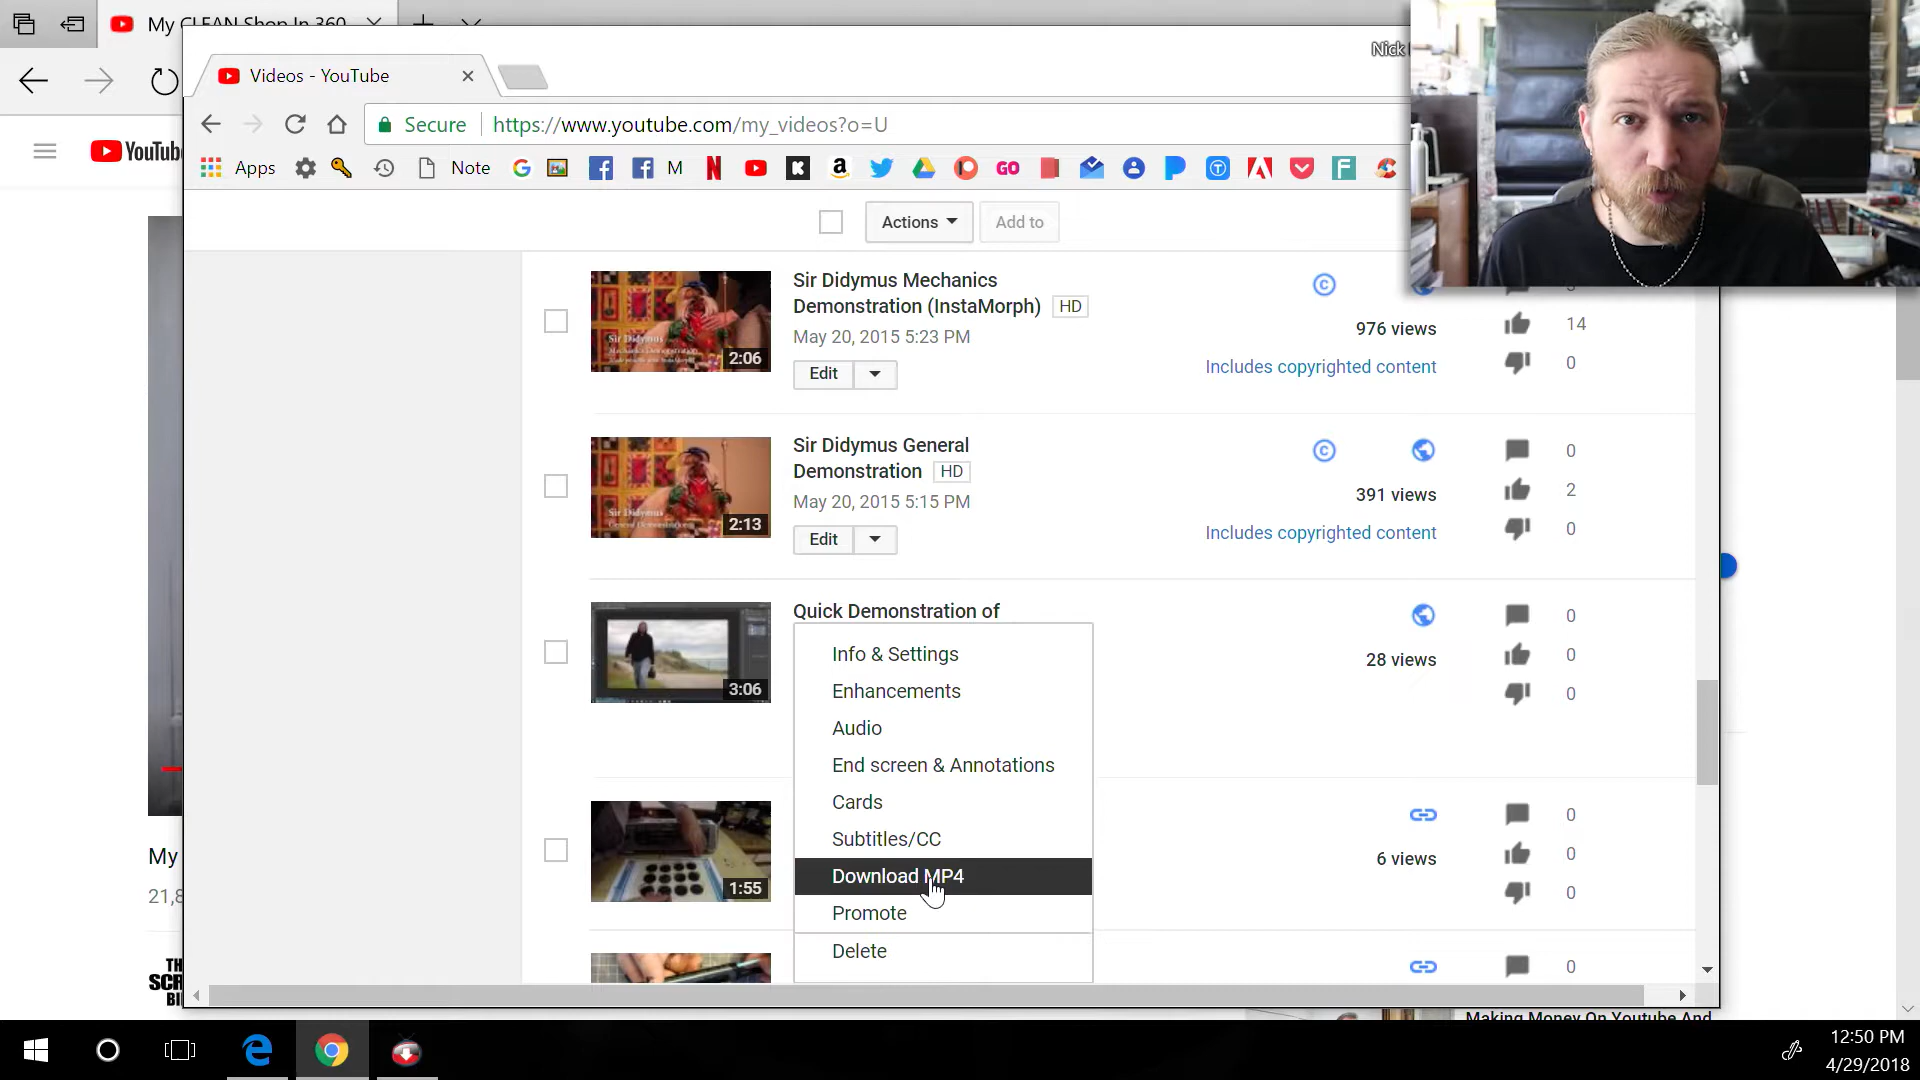 My CLEAN Shop In 360
Nick
Videos - YouTube
Secure https://www.youtube.com/my_videos?o=U
YouTube
Apps Note M GO
Actions Add to
Sir Didymus Mechanics
Demonstration (InstaMorph) HD
May 20, 2015 5:23 PM
Edit
2:06
976 views
14
Includes copyrighted content
0
Sir Didymus General
Demonstration HD
May 20, 2015 5:15 PM
Edit
2:13
0
391 views
2
Includes copyrighted content
0
Quick Demonstration of
3:06
0
28 views
0
0
Info & Settings
Enhancements
Audio
End screen & Annotations
Cards
Subtitles/CC
Download MP4
Promote
Delete
1:55
0
6 views
0
0
0
My
21,8
Making Money On Youtube And
12:50 PM
4/29/2018